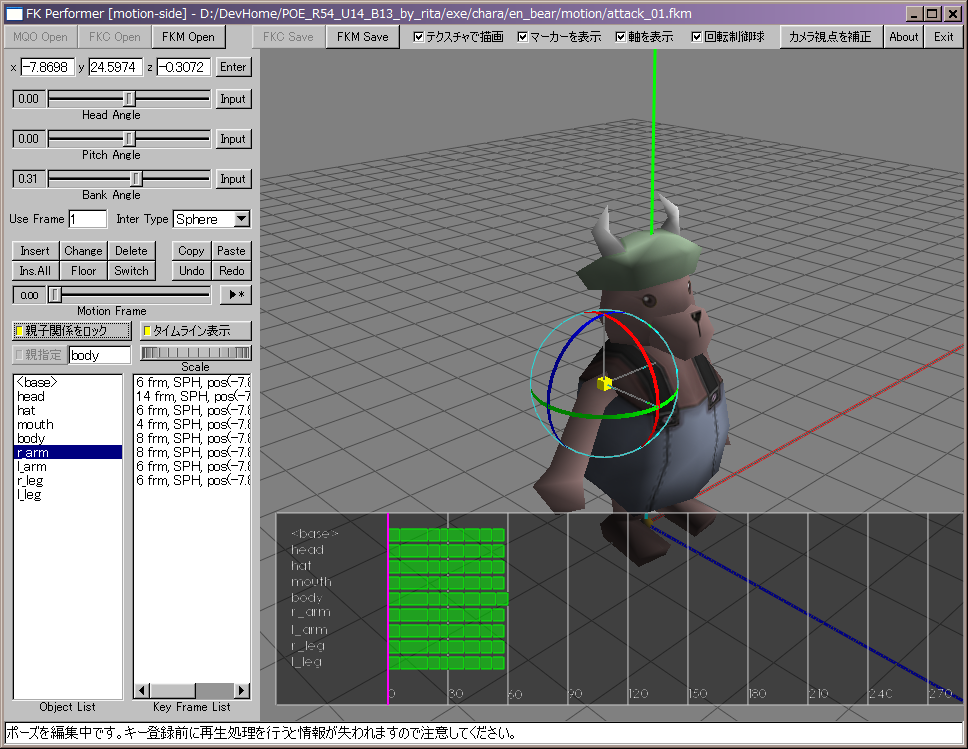 FK Performer [motion-side] - D:/DevHome/POE_R54_U14_B13_by_rita/exe/chara/en_bear/motion/attack_01.fkm
MQO Open FKC Open FKM Open FKC Save FKM Save テクスチャで描画 マーカーを表示 軸を表示 回転制御球 カメラ視点を補正 About Exit
x -7.8698 y 24.5974 z -0.3072 Enter
0.00 Input
Head Angle
0.00 Input
Pitch Angle
0.31 Input
Bank Angle
Use Frame 1 Inter Type Sphere
Insert Change Delete Copy Paste
Ins.All Floor Switch Undo Redo
0.00 ▶*
Motion Frame
親子関係をロック タイムライン表示
親指定 body
Scale
<base>
head
hat
mouth
body
r_arm
l_arm
r_leg
l_leg
6 frm, SPH, pos(-7.8
14 frm, SPH, pos(-7.
6 frm, SPH, pos(-7.8
4 frm, SPH, pos(-7.8
8 frm, SPH, pos(-7.8
8 frm, SPH, pos(-7.8
6 frm, SPH, pos(-7.8
6 frm, SPH, pos(-7.8
Object List
Key Frame List
<base>
head
hat
mouth
body
r_arm
l_arm
r_leg
l_leg
0 30 60 90 120 150 180 210 240 270
ポーズを編集中です。キー登録前に再生処理を行うと情報が失われますので注意してください。